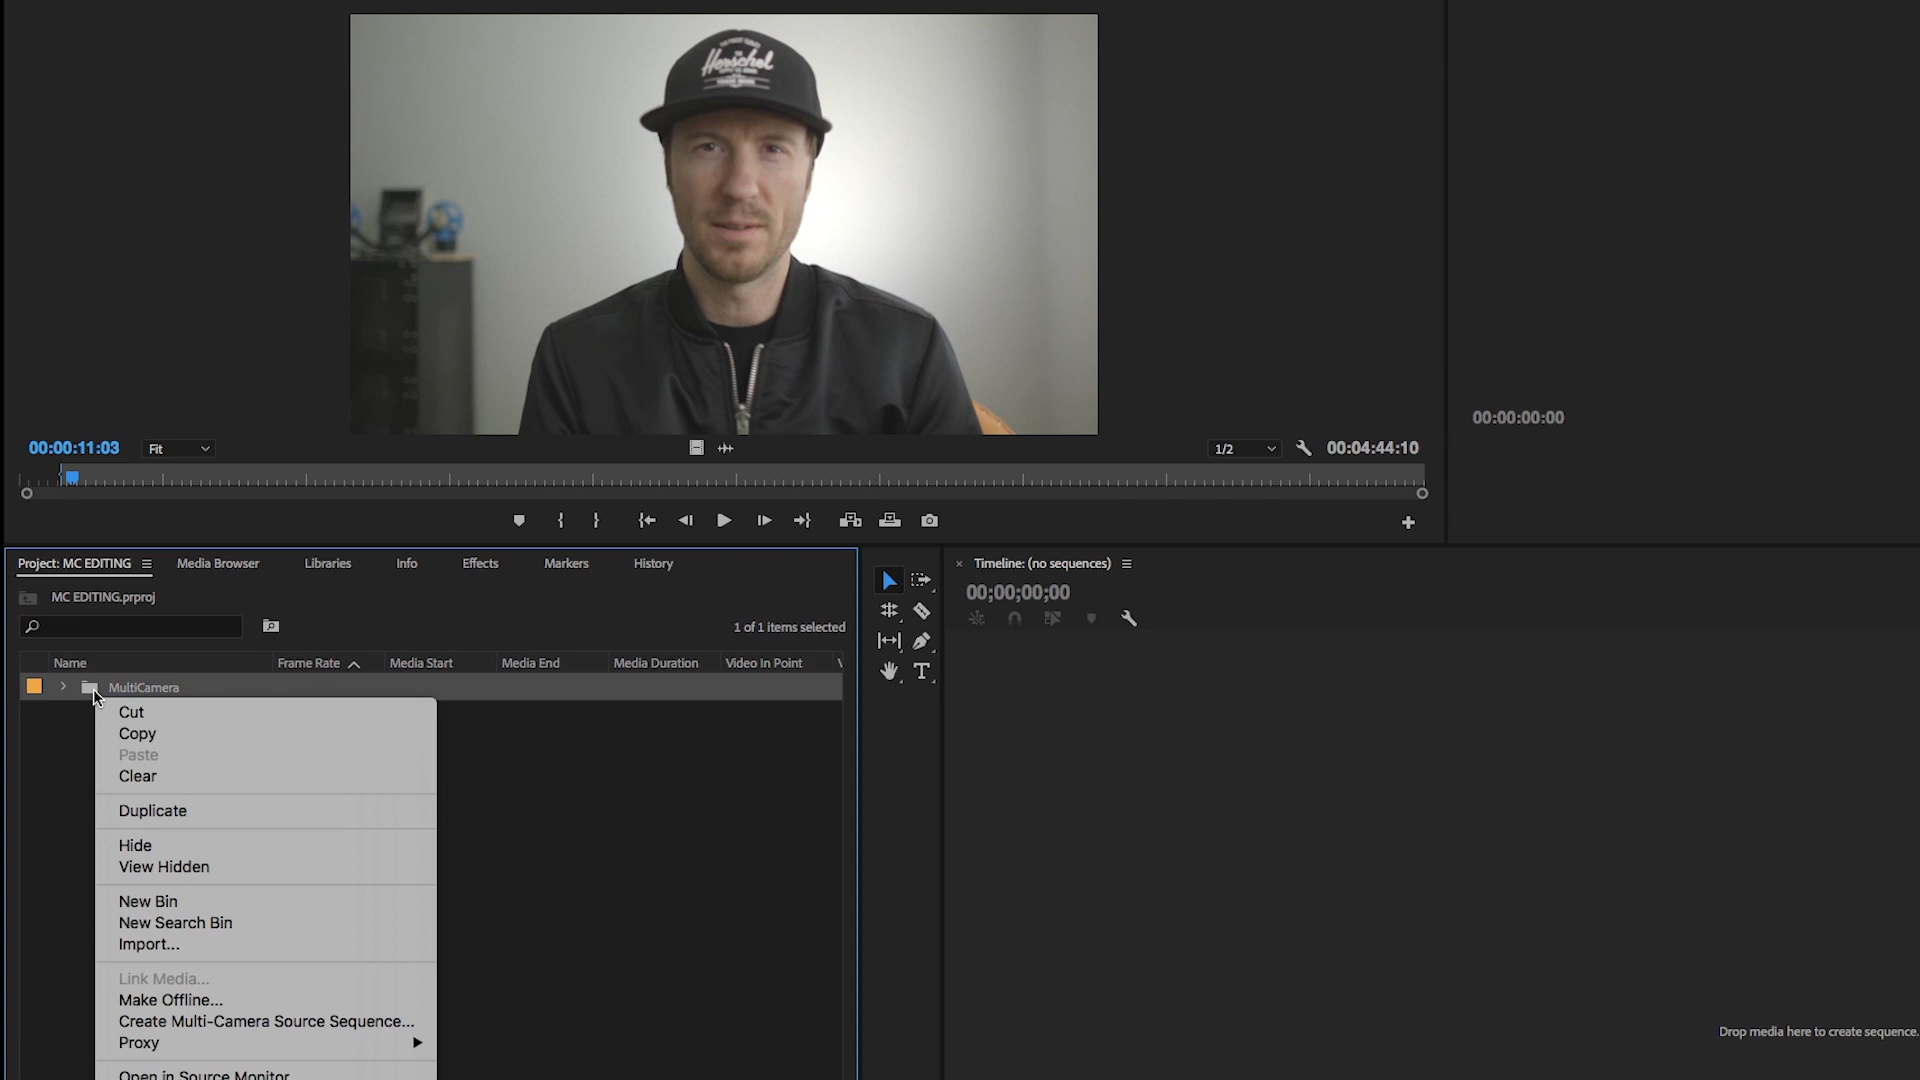 Herschel
00:00:11:03
Fit
1/2
00:04:44:10
00:00:00:00
Project: MC EDITING
Media Browser
Libraries
Info
Effects
Markers
History
Timeline: (no sequences)
MC EDITING.prproj
00;00;00;00
1 of 1 items selected
Name
Frame Rate
Media Start
Media End
Media Duration
Video In Point
MultiCamera
Cut
Copy
Paste
Clear
Duplicate
Hide
View Hidden
New Bin
New Search Bin
Import...
Link Media...
Make Offline...
Create Multi-Camera Source Sequence...
Proxy
Open in Source Monitor
Drop media here to create sequence.